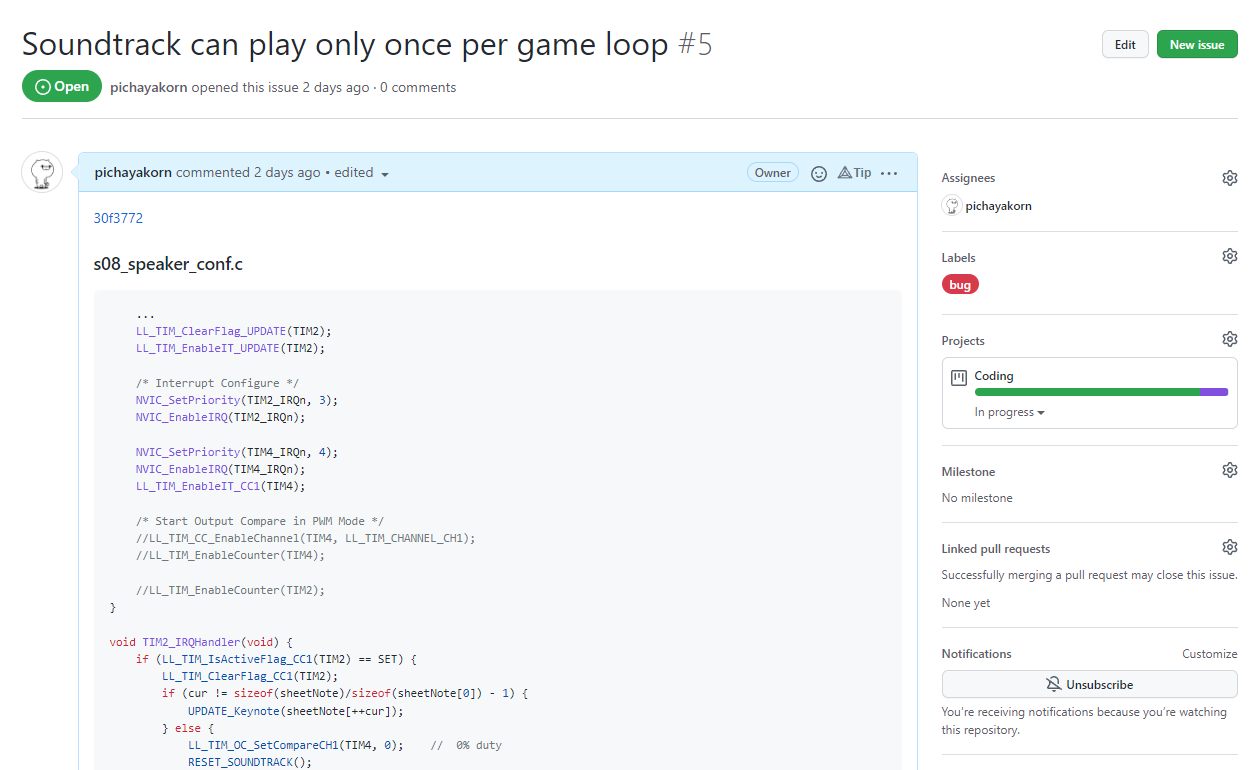 Soundtrack can play only once per game loop #5
Edit
New issue
Open
pichayakorn opened this issue 2 days ago · 0 comments
pichayakorn commented 2 days ago • edited
Owner
Tip
30f3772
s08_speaker_conf.c
...
LL_TIM_ClearFlag_UPDATE(TIM2);
LL_TIM_EnableIT_UPDATE(TIM2);
/* Interrupt Configure */
NVIC_SetPriority(TIM2_IRQn, 3);
NVIC_EnableIRQ(TIM2_IRQn);
NVIC_SetPriority(TIM4_IRQn, 4);
NVIC_EnableIRQ(TIM4_IRQn);
LL_TIM_EnableIT_CC1(TIM4);
/* Start Output Compare in PWM Mode */
//LL_TIM_CC_EnableChannel(TIM4, LL_TIM_CHANNEL_CH1);
//LL_TIM_EnableCounter(TIM4);
//LL_TIM_EnableCounter(TIM2);
}
void TIM2_IRQHandler(void) {
if (LL_TIM_IsActiveFlag_CC1(TIM2) == SET) {
LL_TIM_ClearFlag_CC1(TIM2);
if (cur != sizeof(sheetNote)/sizeof(sheetNote[0]) - 1) {
UPDATE_Keynote(sheetNote[++cur]);
} else {
LL_TIM_OC_SetCompareCH1(TIM4, 0); // 0% duty
RESET_SOUNDTRACK();
Assignees
pichayakorn
Labels
bug
Projects
Coding
In progress
Milestone
No milestone
Linked pull requests
Successfully merging a pull request may close this issue.
None yet
Notifications
Customize
Unsubscribe
You're receiving notifications because you're watching
this repository.